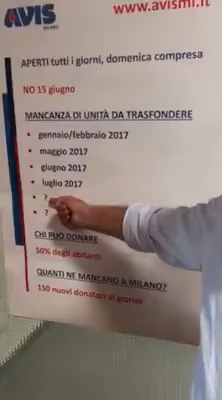 www.avismi.it
AVIS
MILANO
APERTI tutti i giorni, domenica compresa
NO 15 giugno
MANCANZA DI UNITÀ DA TRASFONDERE
• gennaio/febbraio 2017
• maggio 2017
• giugno 2017
• luglio 2017
• ?
• ?
CHI PUÒ DONARE
50% degli abitanti
QUANTI NE MANCANO A MILANO?
150 nuovi donatori al giorno